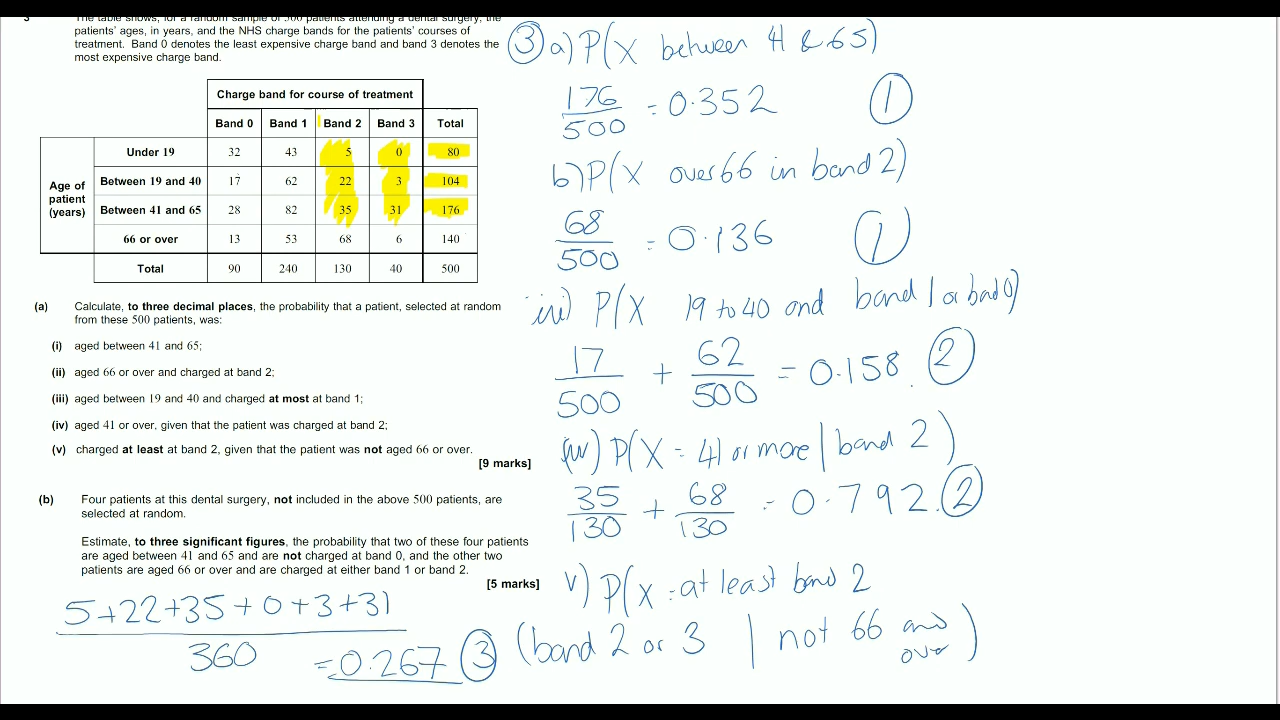 3
The table shows, for a random sample of 500 patients attending a dental surgery, the
patients' ages, in years, and the NHS charge bands for the patients' courses of
treatment. Band 0 denotes the least expensive charge band and band 3 denotes the
most expensive charge band.
Charge band for course of treatment
Band 0 Band 1 Band 2 Band 3 Total
Age of patient (years)
Under 19 32 43 5 0 80
Between 19 and 40 17 62 22 3 104
Between 41 and 65 28 82 35 31 176
66 or over 13 53 68 6 140
Total 90 240 130 40 500
(a) Calculate, to three decimal places, the probability that a patient, selected at random
from these 500 patients, was:
(i) aged between 41 and 65;
(ii) aged 66 or over and charged at band 2;
(iii) aged between 19 and 40 and charged at most at band 1;
(iv) aged 41 or over, given that the patient was charged at band 2;
(v) charged at least at band 2, given that the patient was not aged 66 or over.
[9 marks]
(b) Four patients at this dental surgery, not included in the above 500 patients, are
selected at random.
Estimate, to three significant figures, the probability that two of these four patients
are aged between 41 and 65 and are not charged at band 0, and the other two
patients are aged 66 or over and are charged at either band 1 or band 2.
[5 marks]
3 a) P(X between 41 & 65)
176/500 = 0.352 1
b) P(X over 66 in band 2)
68/500 = 0.136 1
iii) P(X 19 to 40 and band 1 or band 0)
17/500 + 62/500 = 0.158. 2
(iv) P(X = 41 or more | band 2)
35/130 + 68/130 = 0.792. 2
v) P(X = at least band 2
(band 2 or 3 | not 66 and over)
5+22+35+0+3+31
360
=0.267 3